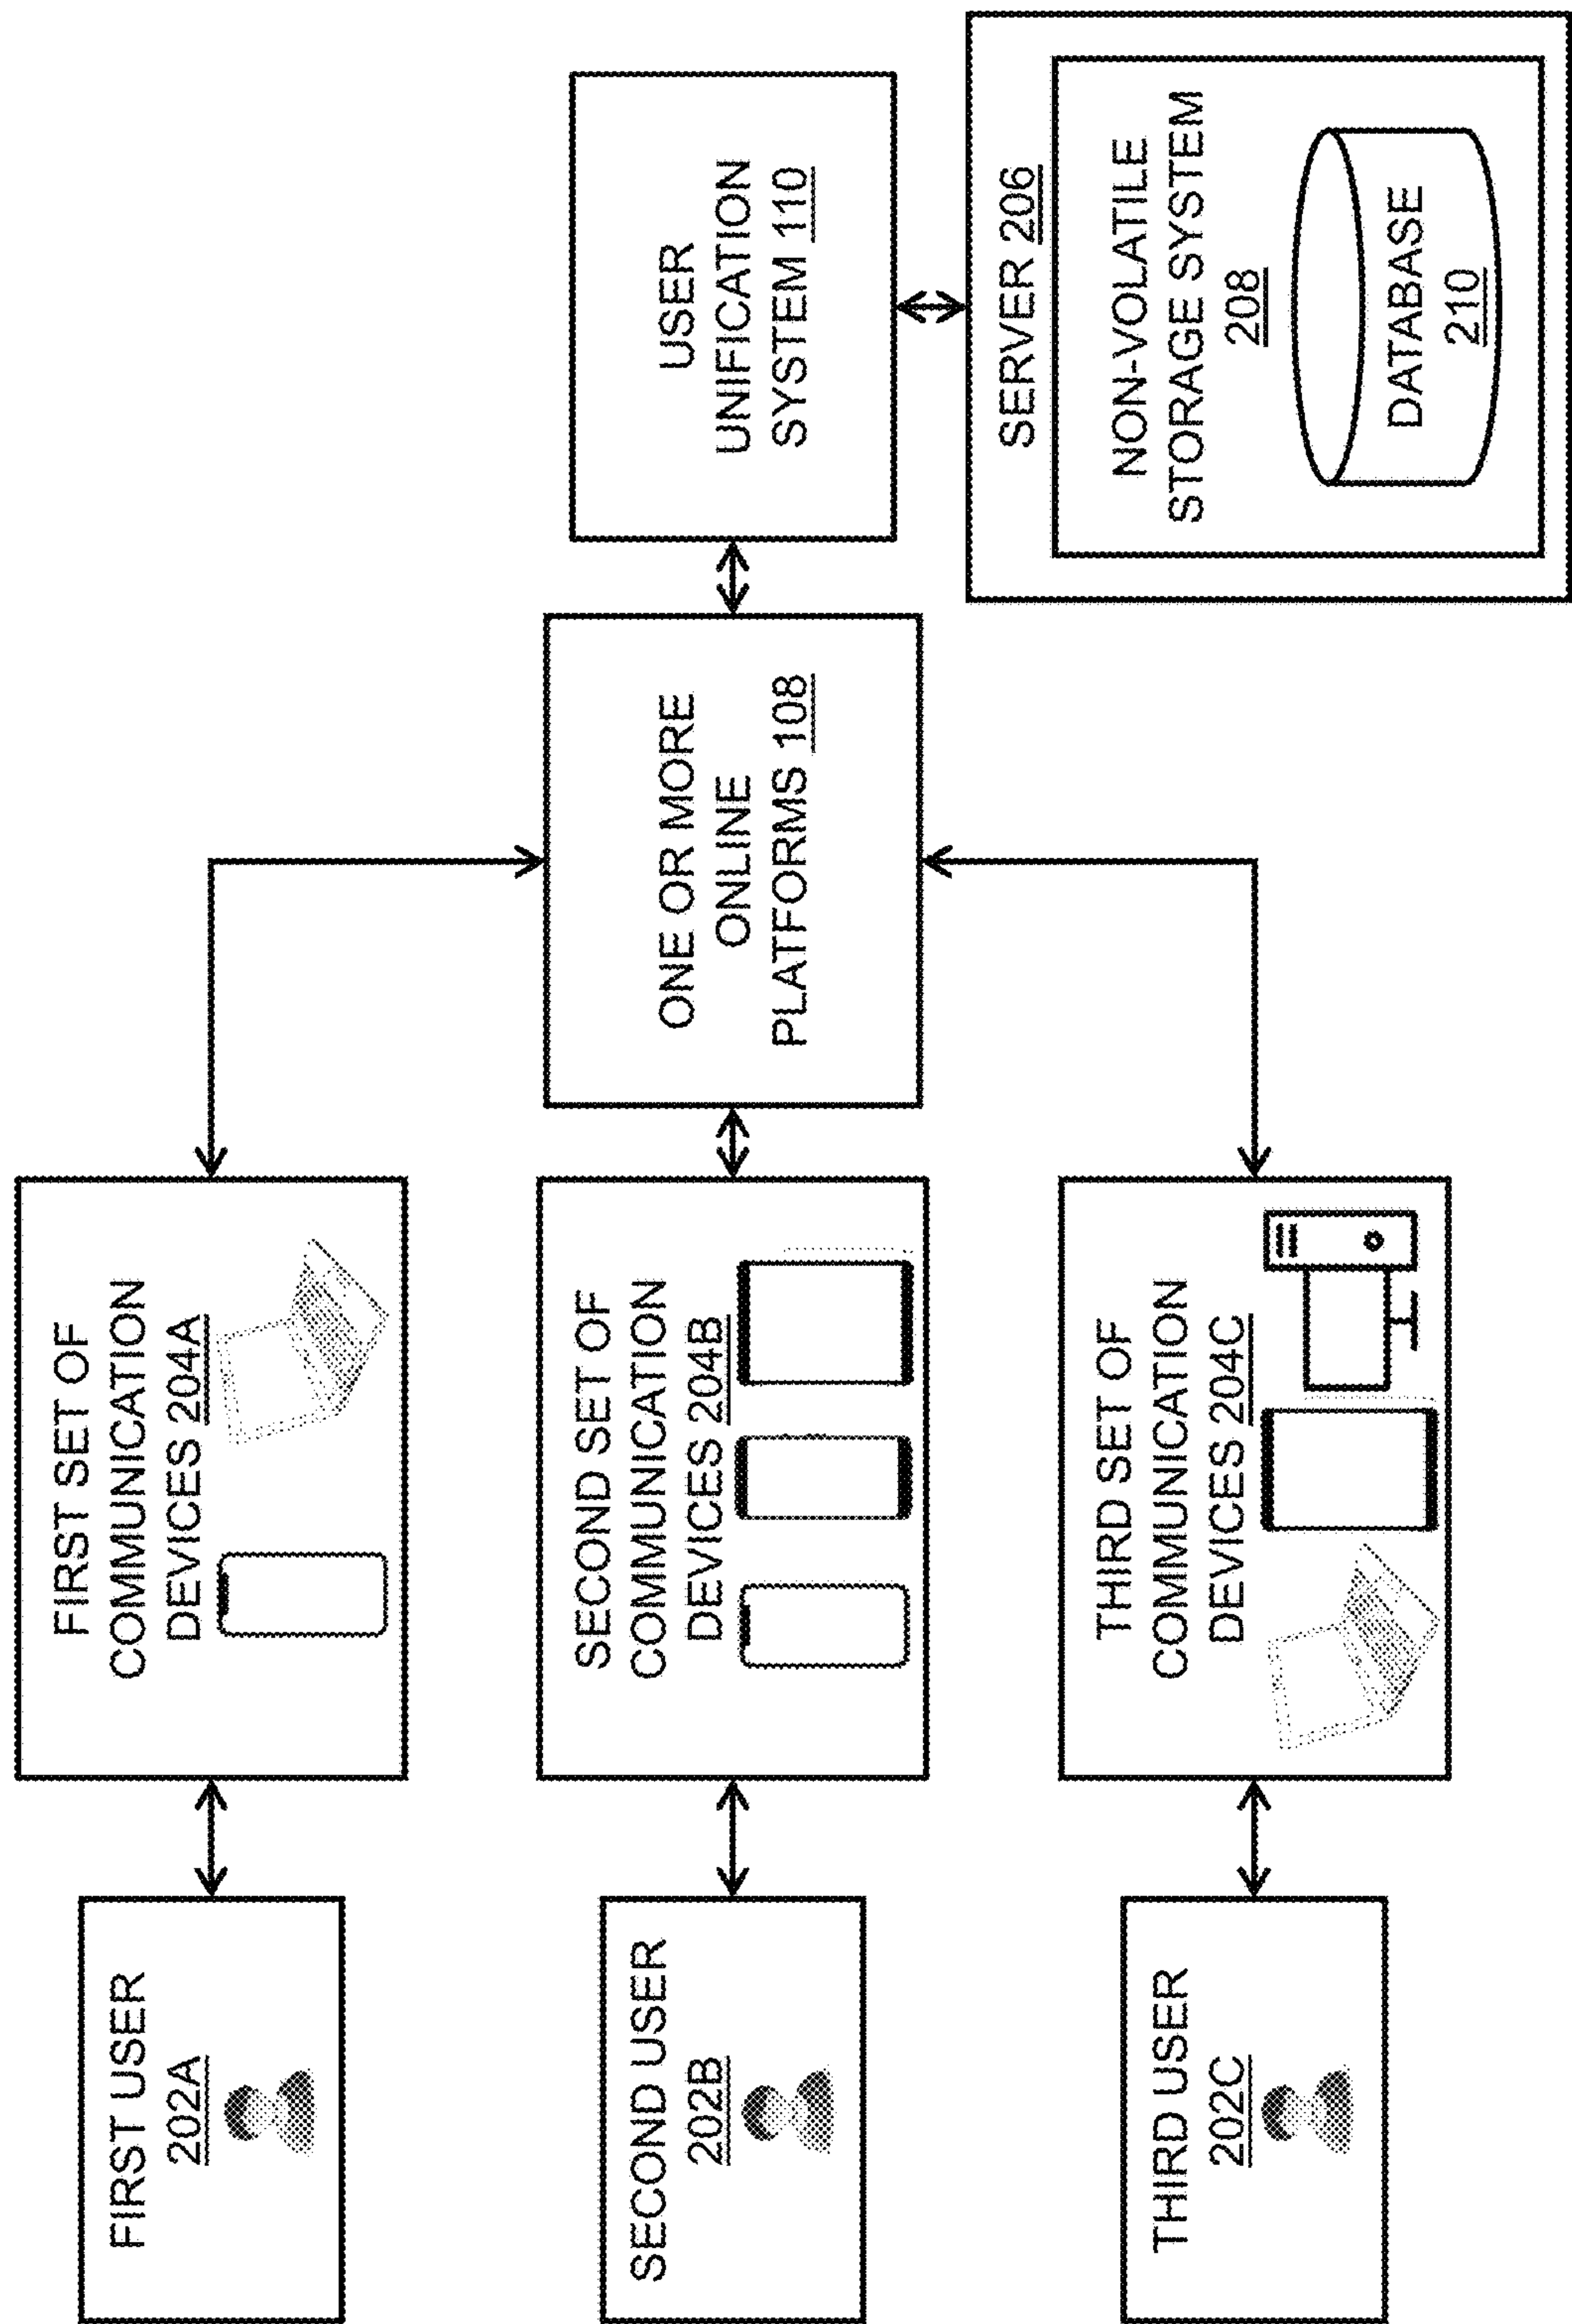 FIRST USER
202A
FIRST SET OF
COMMUNICATION
DEVICES 204A
SECOND USER
202B
SECOND SET OF
COMMUNICATION
DEVICES 204B
THIRD USER
202C
THIRD SET OF
COMMUNICATION
DEVICES 204C
ONE OR MORE
ONLINE
PLATFORMS 108
USER
UNIFICATION
SYSTEM 110
SERVER 206
NON-VOLATILE
STORAGE SYSTEM
208
DATABASE
210